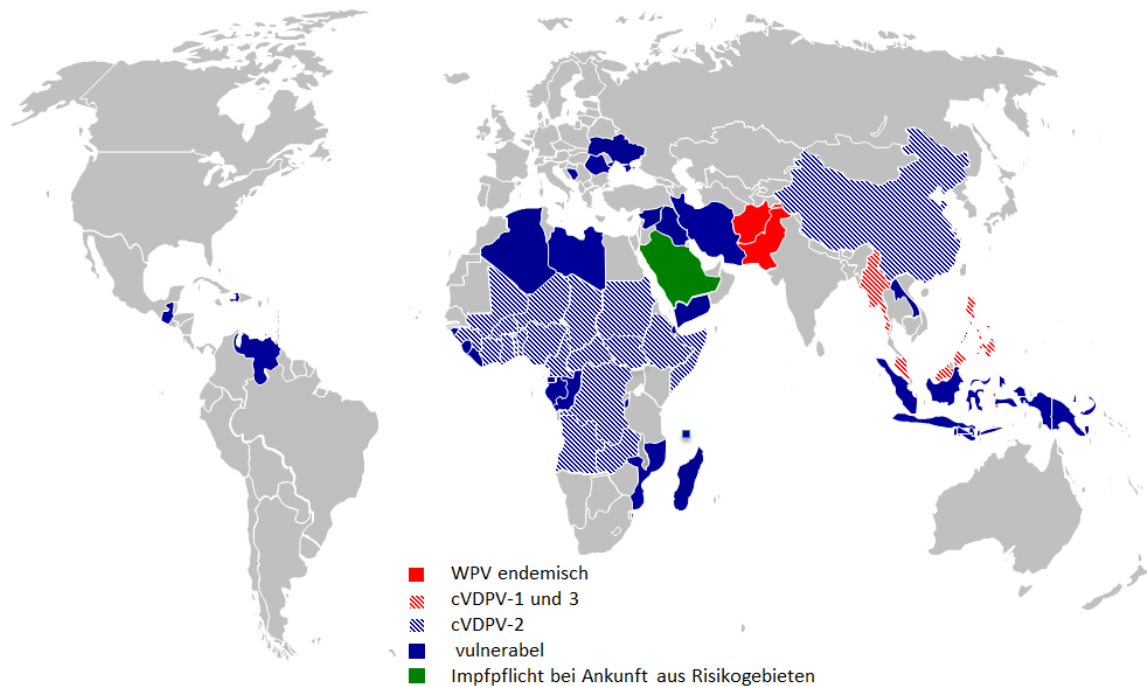 WPV endemisch
cVDPV-1 und 3
cVDPV-2
vulnerabel
Impfpflicht bei Ankunft aus Risikogebieten